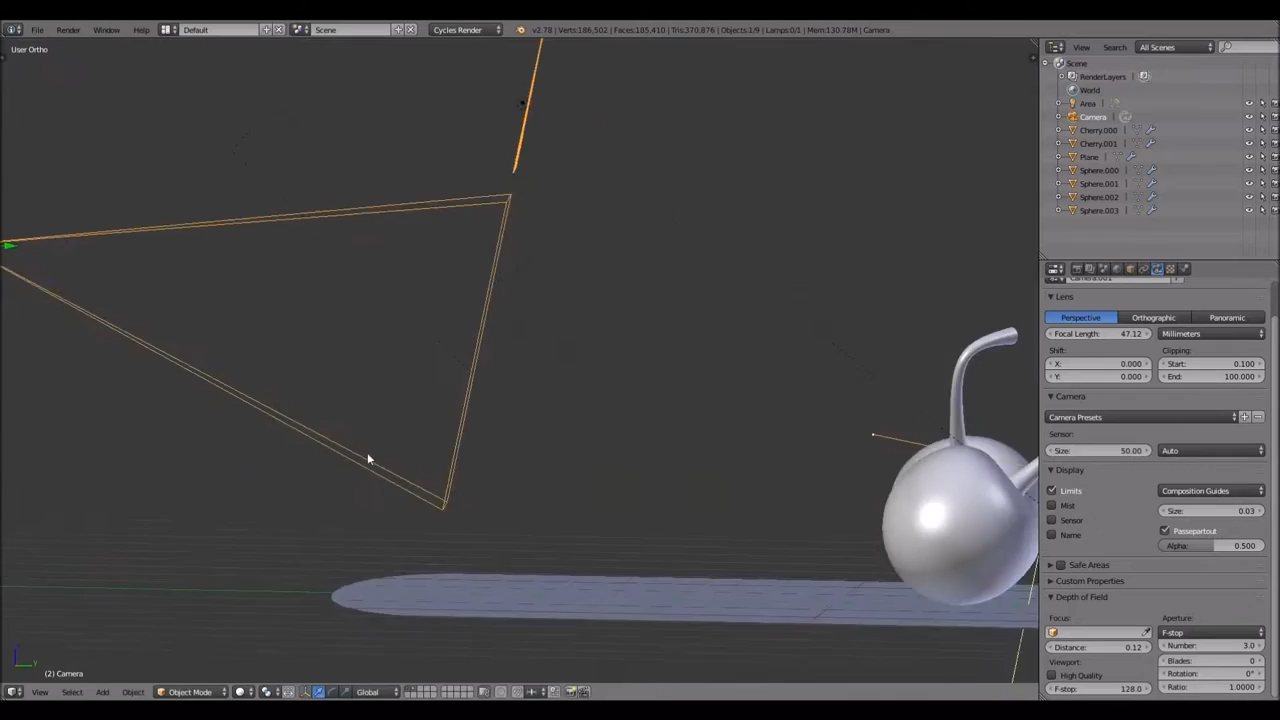 File Render Window Help Default Scene Cycles Render v2.78 | Verts:186,502 | Faces:185,410 | Tris:370,876 | Objects:1/9 | Lamps:0/1 | Mem:130.78M | Camera
View Search All Scenes
User Ortho
Scene
RenderLayers
World
Area
Camera
Cherry.000
Cherry.001
Plane
Sphere.000
Sphere.001
Sphere.002
Sphere.003
Lens
Perspective Orthographic Panoramic
Focal Length: 47.12 Millimeters
Shift: Clipping:
X: 0.000 Start: 0.100
Y: 0.000 End: 100.000
Camera
Camera Presets
Sensor:
Size: 50.00 Auto
Display
Limits Composition Guides
Mist Size: 0.03
Sensor Passepartout
Name Alpha: 0.500
Safe Areas
Custom Properties
Depth of Field
Focus: Aperture:
F-stop
Distance: 0.12 Number: 3.0
Viewport: Blades: 0
High Quality Rotation: 0°
F-stop: 128.0 Ratio: 1.0000
(2) Camera
View Select Add Object Object Mode Global